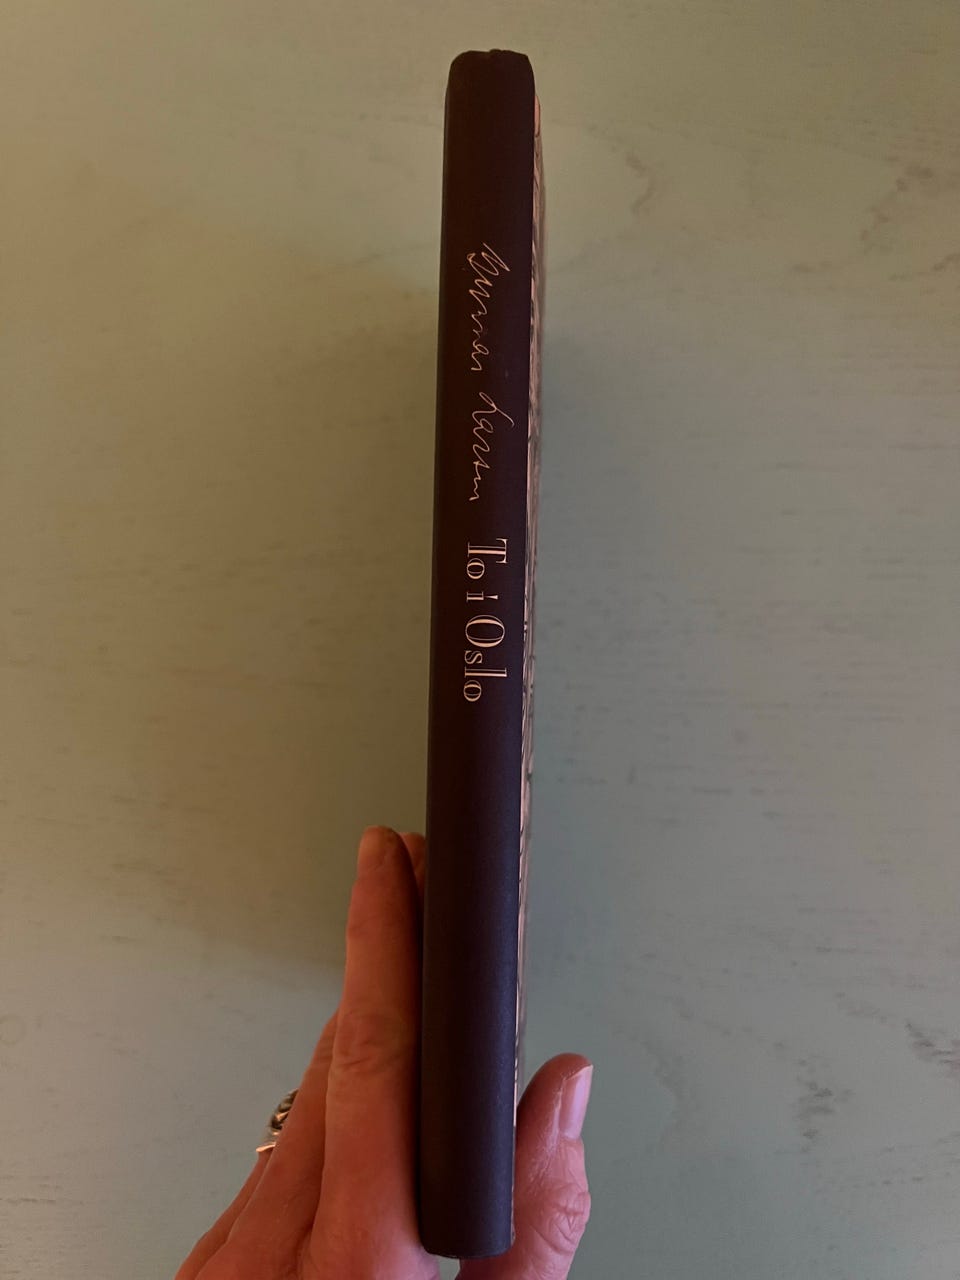 Gunnar Larsen To i Oslo